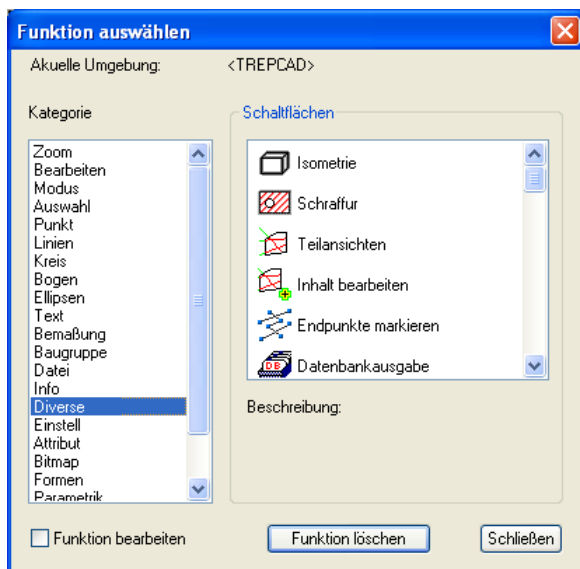 Funktion auswählen
Akuelle Umgebung: <TREPCAD>
Kategorie
Zoom
Bearbeiten
Modus
Auswahl
Punkt
Linien
Kreis
Bogen
Ellipsen
Text
Bemaßung
Baugruppe
Datei
Info
Diverse
Einstell
Attribut
Bitmap
Formen
Parametrik
Schaltflächen
Isometrie
Schraffur
Teilansichten
Inhalt bearbeiten
Endpunkte markieren
DB
Datenbankausgabe
Beschreibung:
Funktion bearbeiten
Funktion löschen
Schließen